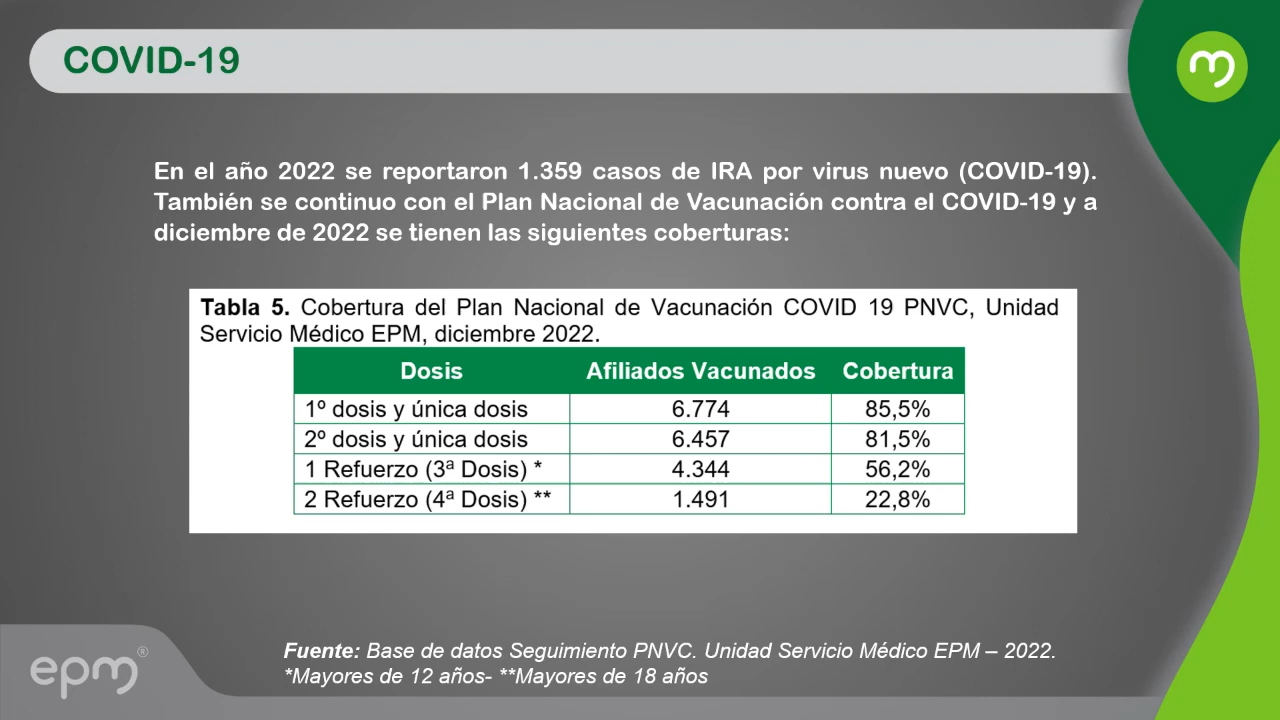 COVID-19
En el año 2022 se reportaron 1.359 casos de IRA por virus nuevo (COVID-19).
También se continuo con el Plan Nacional de Vacunación contra el COVID-19 y a
diciembre de 2022 se tienen las siguientes coberturas:
Tabla 5. Cobertura del Plan Nacional de Vacunación COVID 19 PNVC, Unidad
Servicio Médico EPM, diciembre 2022.
Dosis Afiliados Vacunados Cobertura
1º dosis y única dosis 6.774 85,5%
2º dosis y única dosis 6.457 81,5%
1 Refuerzo (3ª Dosis) * 4.344 56,2%
2 Refuerzo (4ª Dosis) ** 1.491 22,8%
Fuente: Base de datos Seguimiento PNVC. Unidad Servicio Médico EPM – 2022.
*Mayores de 12 años- **Mayores de 18 años
epm®